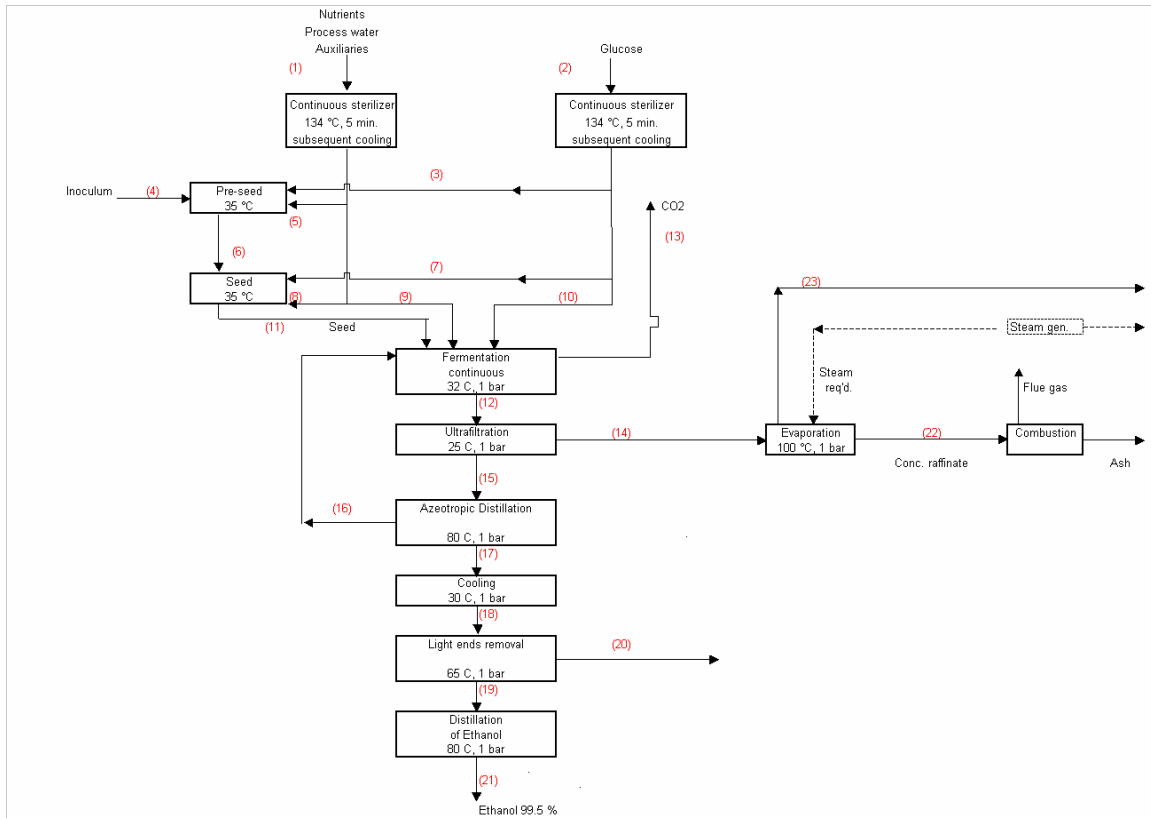 Nutrients
Process water
Auxiliaries
Glucose
(1)
(2)
Continuous sterilizer
134 °C, 5 min.
subsequent cooling
Continuous sterilizer
134 °C, 5 min.
subsequent cooling
(3)
Inoculum
(4)
Pre-seed
35 °C
(5)
CO2
(13)
(6)
(7)
Seed
35 °C
(8)
(9)
(10)
(23)
(11)
Seed
Steam gen.
Fermentation
continuous
32 C, 1 bar
Steam
req'd.
Flue gas
(12)
Ultrafiltration
25 C, 1 bar
(14)
Evaporation
100 °C, 1 bar
(22)
Combustion
Conc. raffinate
Ash
(15)
(16)
Azeotropic Distillation
80 C, 1 bar
(17)
Cooling
30 C, 1 bar
(18)
Light ends removal
65 C, 1 bar
(20)
(19)
Distillation
of Ethanol
80 C, 1 bar
(21)
Ethanol 99.5 %